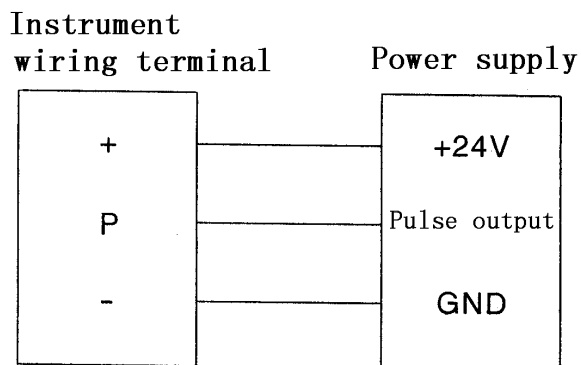 Instrument
wiring terminal
Power supply
+
+24V
P
Pulse output
-
GND